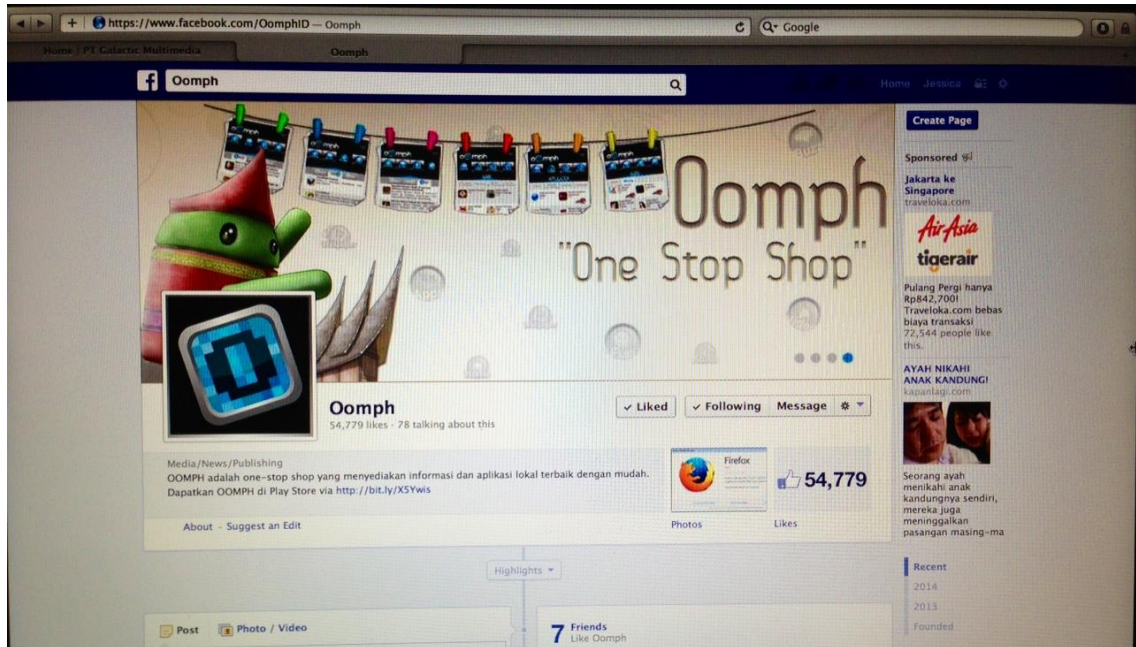 https://www.facebook.com/OomphID — Oomph
Google
Home | PT Galactic Multimedia
Oomph
Oomph
Home Jessica
Oomph
"One Stop Shop"
Oomph
54,779 likes · 78 talking about this
Liked
Following
Message
Media/News/Publishing
OOMPH adalah one-stop shop yang menyediakan informasi dan aplikasi lokal terbaik dengan mudah.
Dapatkan OOMPH di Play Store via http://bit.ly/X5Ywis
About - Suggest an Edit
Firefox
Photos
54,779
Likes
Highlights
Post
Photo / Video
7 Friends
Like Oomph
Create Page
Sponsored
Jakarta ke
Singapore
traveloka.com
AirAsia
tigerair
Pulang Pergi hanya
Rp842,700!
Traveloka.com bebas
biaya transaksi
72,544 people like
this.
AYAH NIKAHI
ANAK KANDUNG!
kapanlagi.com
Seorang ayah
menikahi anak
kandungnya sendiri,
mereka juga
meninggalkan
pasangan masing-ma
Recent
2014
2013
Founded